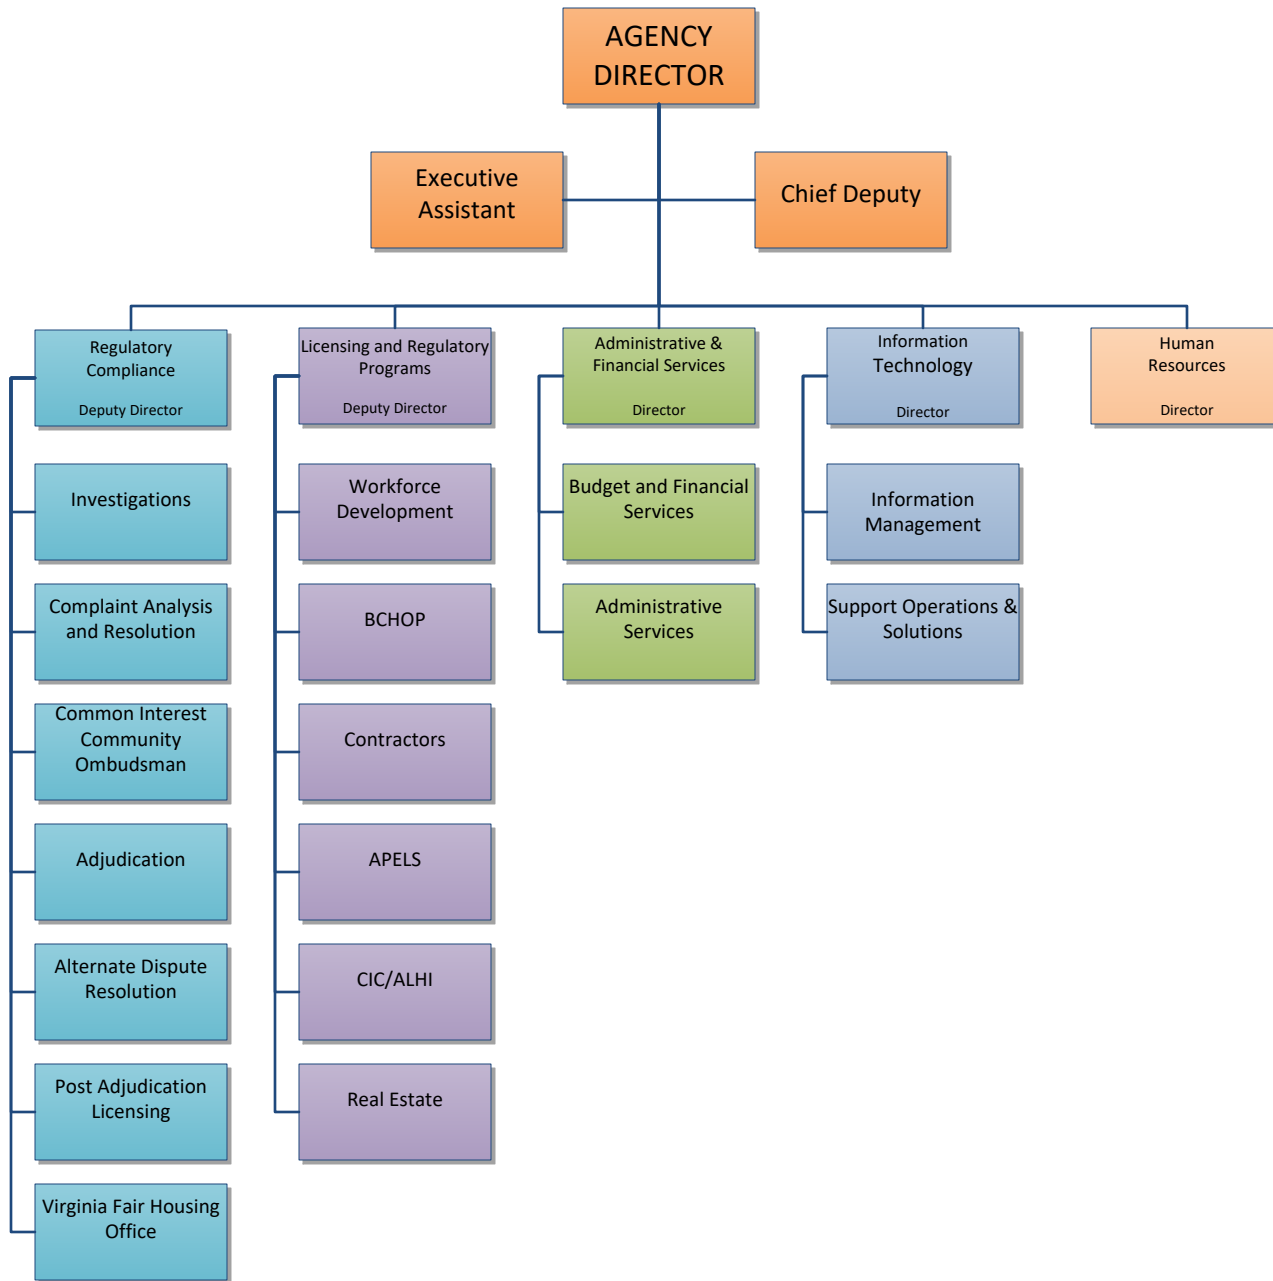 AGENCY
DIRECTOR
Executive
Assistant
Chief Deputy
Regulatory
Compliance
Deputy Director
Licensing and Regulatory
Programs
Deputy Director
Administrative &
Financial Services
Director
Information
Technology
Director
Human
Resources
Director
Investigations
Complaint Analysis
and Resolution
Common Interest
Community
Ombudsman
Adjudication
Alternate Dispute
Resolution
Post Adjudication
Licensing
Virginia Fair Housing
Office
Workforce
Development
BCHOP
Contractors
APELS
CIC/ALHI
Real Estate
Budget and Financial
Services
Administrative
Services
Information
Management
Support Operations &
Solutions